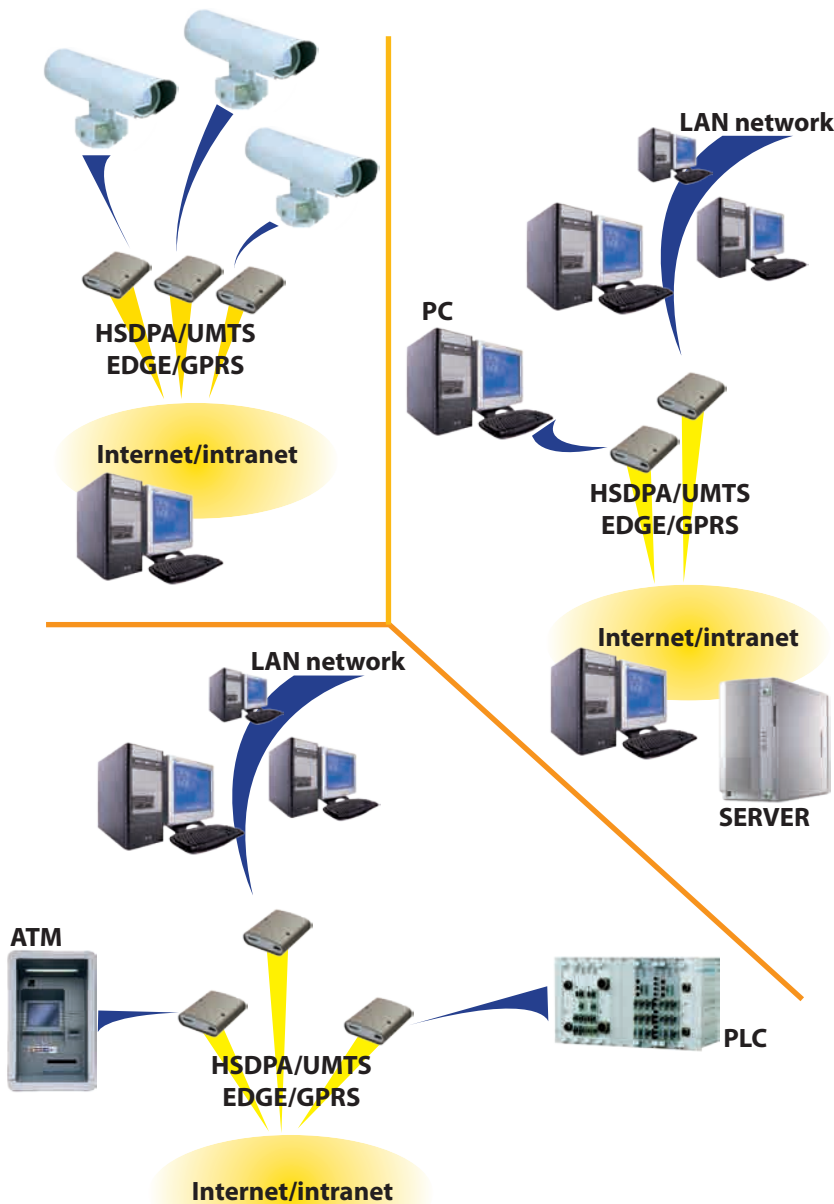 HSDPA/UMTS
EDGE/GPRS
Internet/intranet
LAN network
PC
HSDPA/UMTS
EDGE/GPRS
Internet/intranet
SERVER
LAN network
ATM
PLC
HSDPA/UMTS
EDGE/GPRS
Internet/intranet